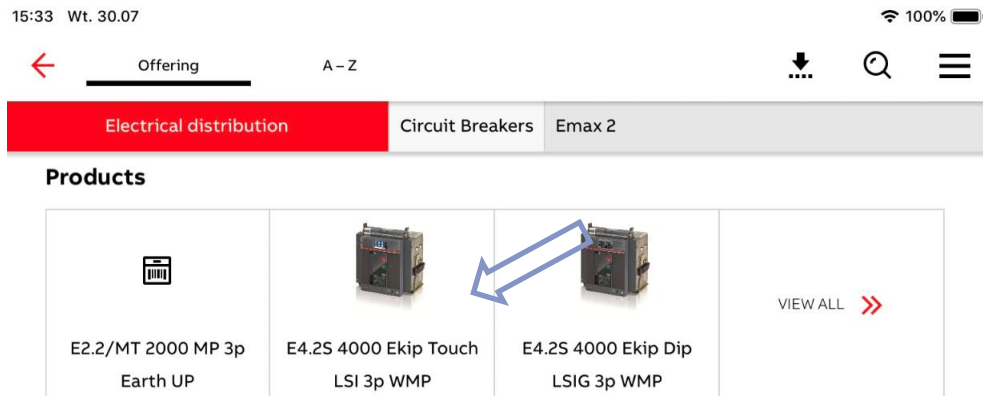 15:33 Wt. 30.07 100%
Offering A – Z
Electrical distribution Circuit Breakers Emax 2
Products
VIEW ALL
E2.2/MT 2000 MP 3p E4.2S 4000 Ekip Touch E4.2S 4000 Ekip Dip
Earth UP LSI 3p WMP LSIG 3p WMP